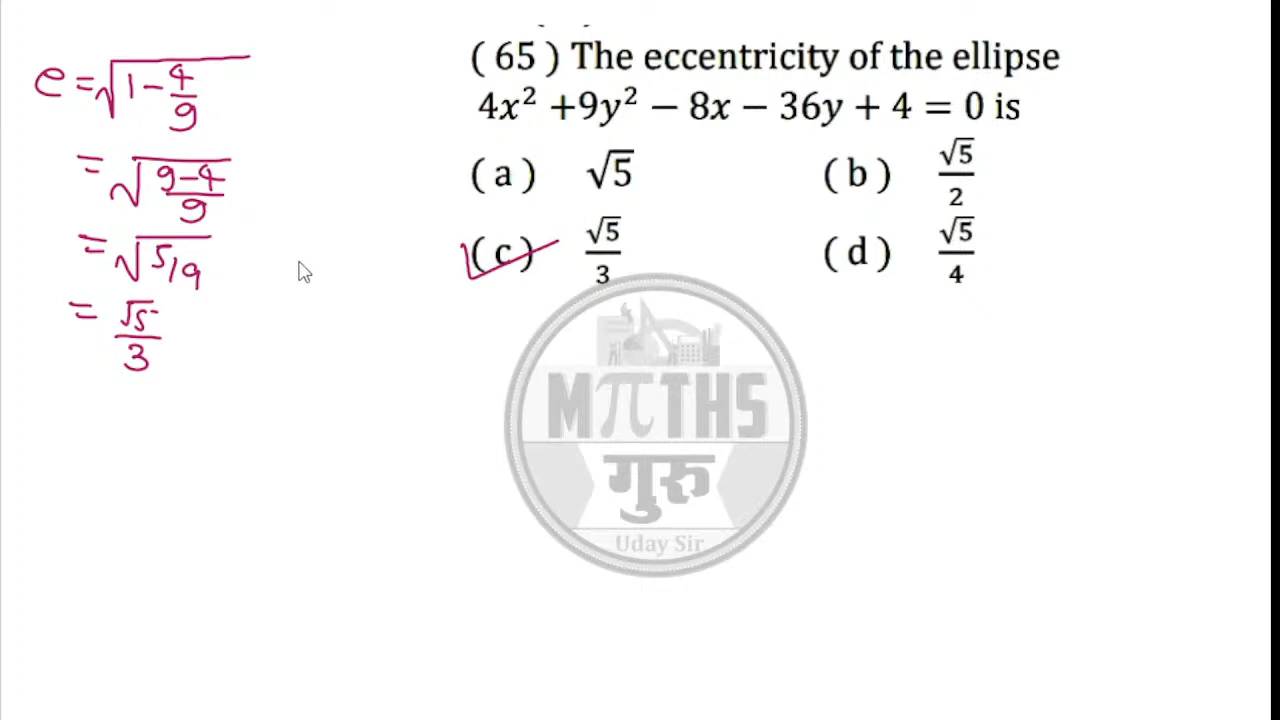 (65) The eccentricity of the ellipse
4x² +9y² − 8x − 36y + 4 = 0 is
(a) √5 (b) √5/2
(c) √5/3 (d) √5/4
e = √(1 − 4/9)
= √((9−4)/9)
= √(5/9)
= √5/3
MπTHS
गुरु
Uday Sir